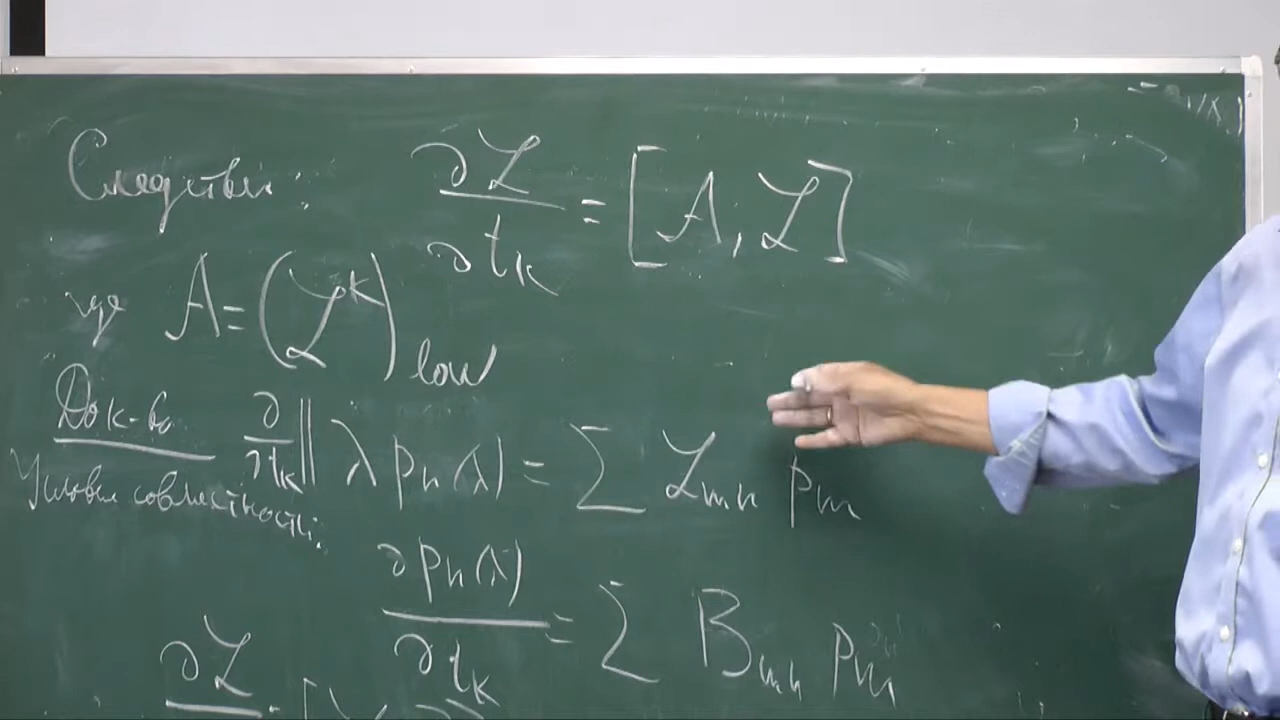 Следствие: ∂ℒ/∂t_k = [A, ℒ]
где A = (ℒ^k)_low
Док-во ∂/∂t_k || λ p_n(λ) = Σ ℒ_mn p_m
Условие совместности:
∂p_n(λ)/∂t_k = Σ B_mn p_m
∂ℒ